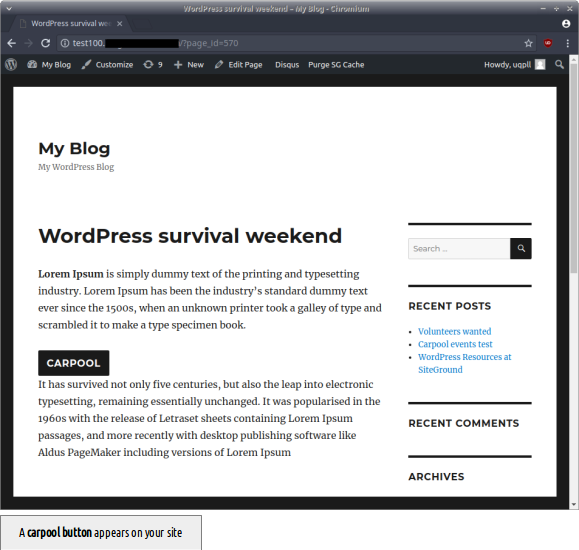 WordPress survival weekend – My Blog - Chromium
WordPress survival wee
test100. /?page_id=570
My Blog Customize 9 New Edit Page Disqus Purge SG Cache Howdy, uqpll
My Blog
My WordPress Blog
WordPress survival weekend
Lorem Ipsum is simply dummy text of the printing and typesetting
industry. Lorem Ipsum has been the industry's standard dummy text
ever since the 1500s, when an unknown printer took a galley of type and
scrambled it to make a type specimen book.
CARPOOL
It has survived not only five centuries, but also the leap into electronic
typesetting, remaining essentially unchanged. It was popularised in the
1960s with the release of Letraset sheets containing Lorem Ipsum
passages, and more recently with desktop publishing software like
Aldus PageMaker including versions of Lorem Ipsum
Search …
RECENT POSTS
Volunteers wanted
Carpool events test
WordPress Resources at
SiteGround
RECENT COMMENTS
ARCHIVES
A carpool button appears on your site